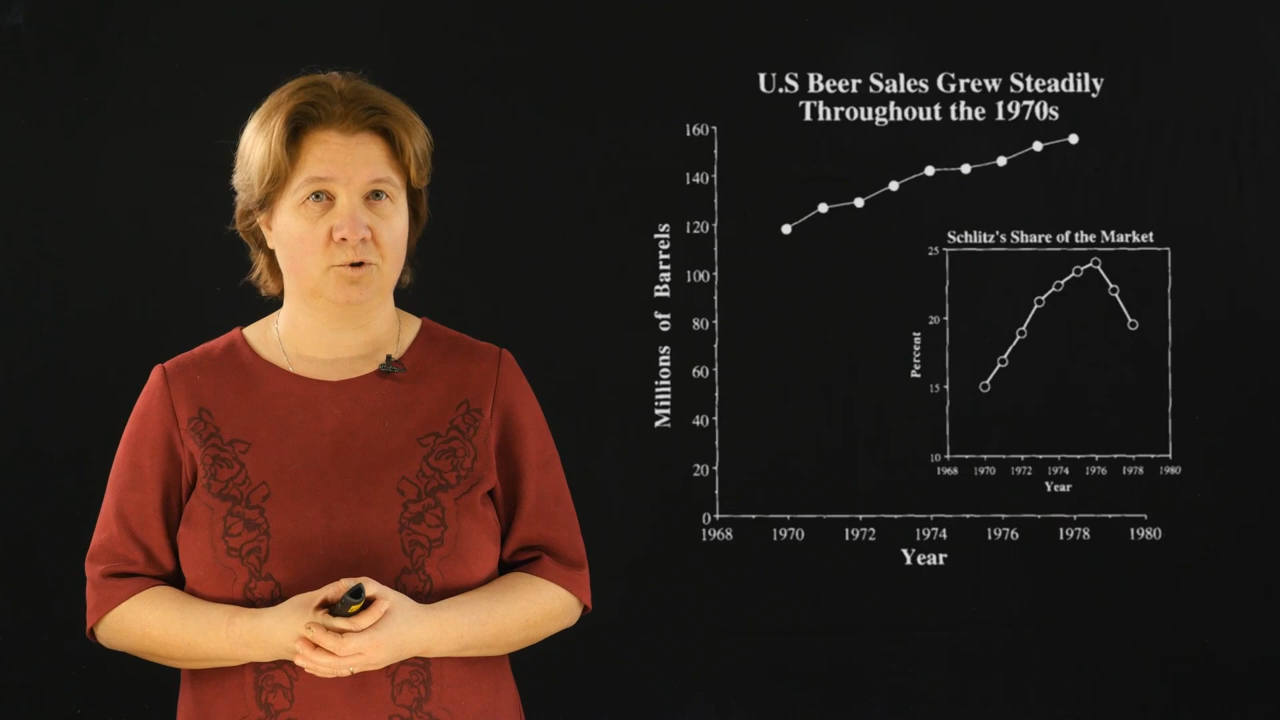 U.S Beer Sales Grew Steadily
Throughout the 1970s
Millions of Barrels
160
140
120
100
80
60
40
20
0
1968 1970 1972 1974 1976 1978 1980
Year
Schlitz's Share of the Market
Percent
25
20
15
10
1968 1970 1972 1974 1976 1978 1980
Year